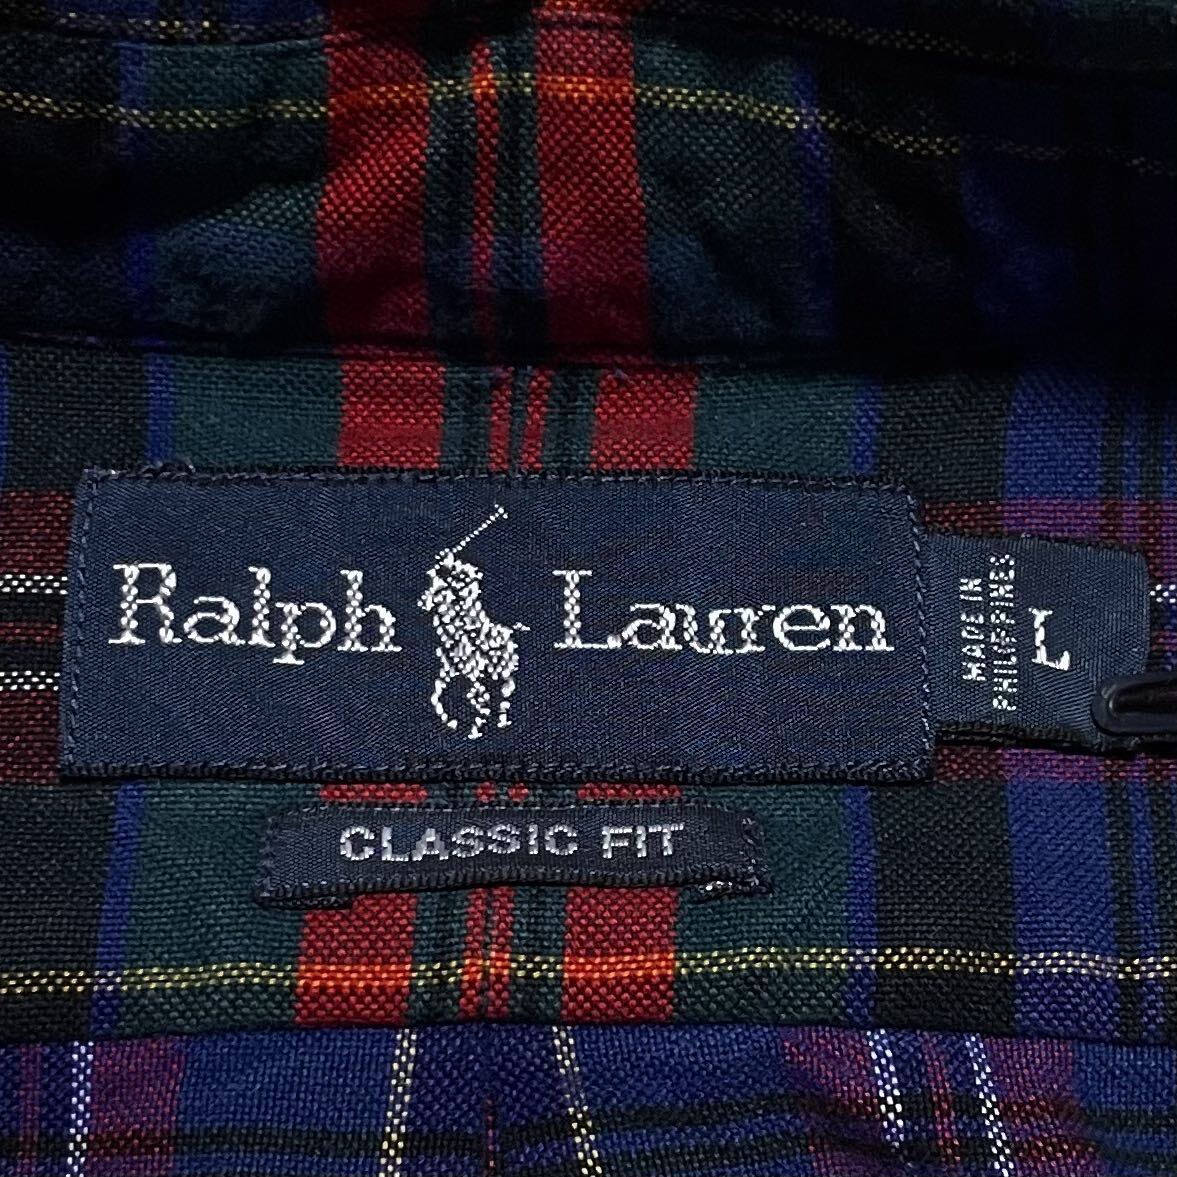 Ralph Lauren
MADE IN
PHILIPPINES
L
CLASSIC FIT